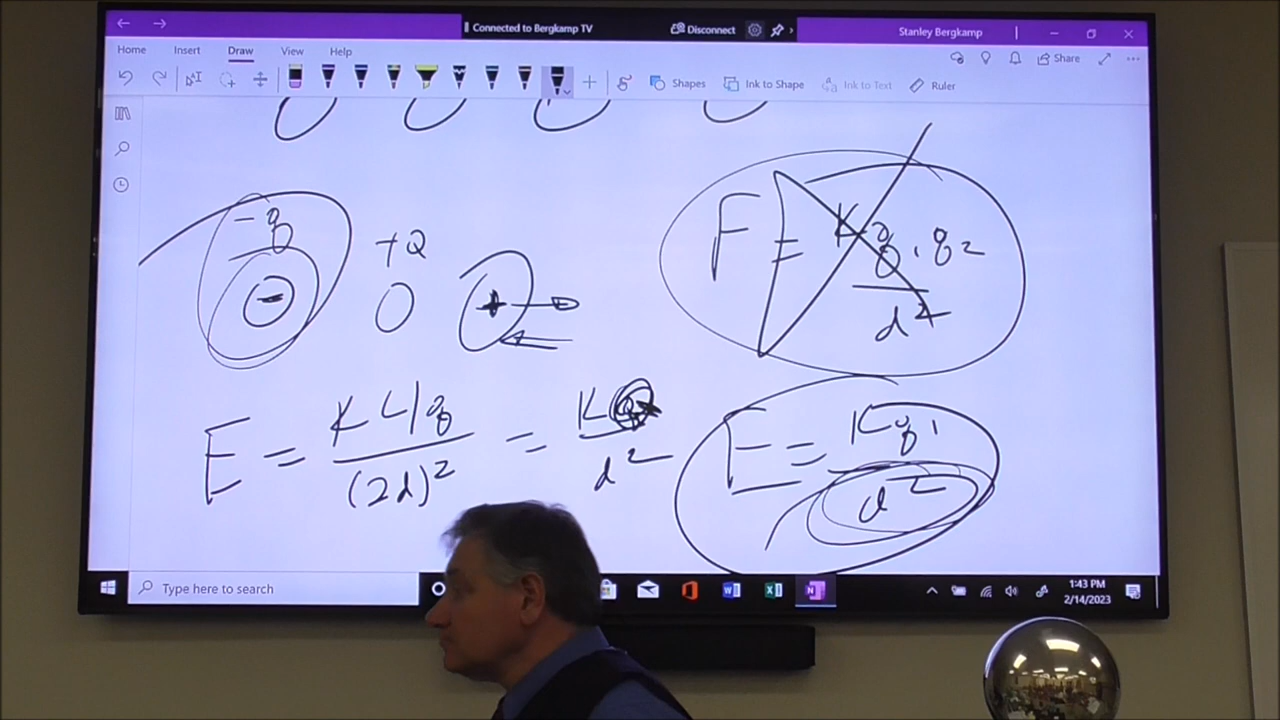 Connected to Bergkamp TV
Disconnect
Stanley Bergkamp
Home Insert Draw View Help
Share
Shapes Ink to Shape Ink to Text Ruler
-q
+Q
F = Kq1q2
d²
E = K4q = KQ
(2d)² d²
E = Kq1
d²
Type here to search
1:43 PM
2/14/2023